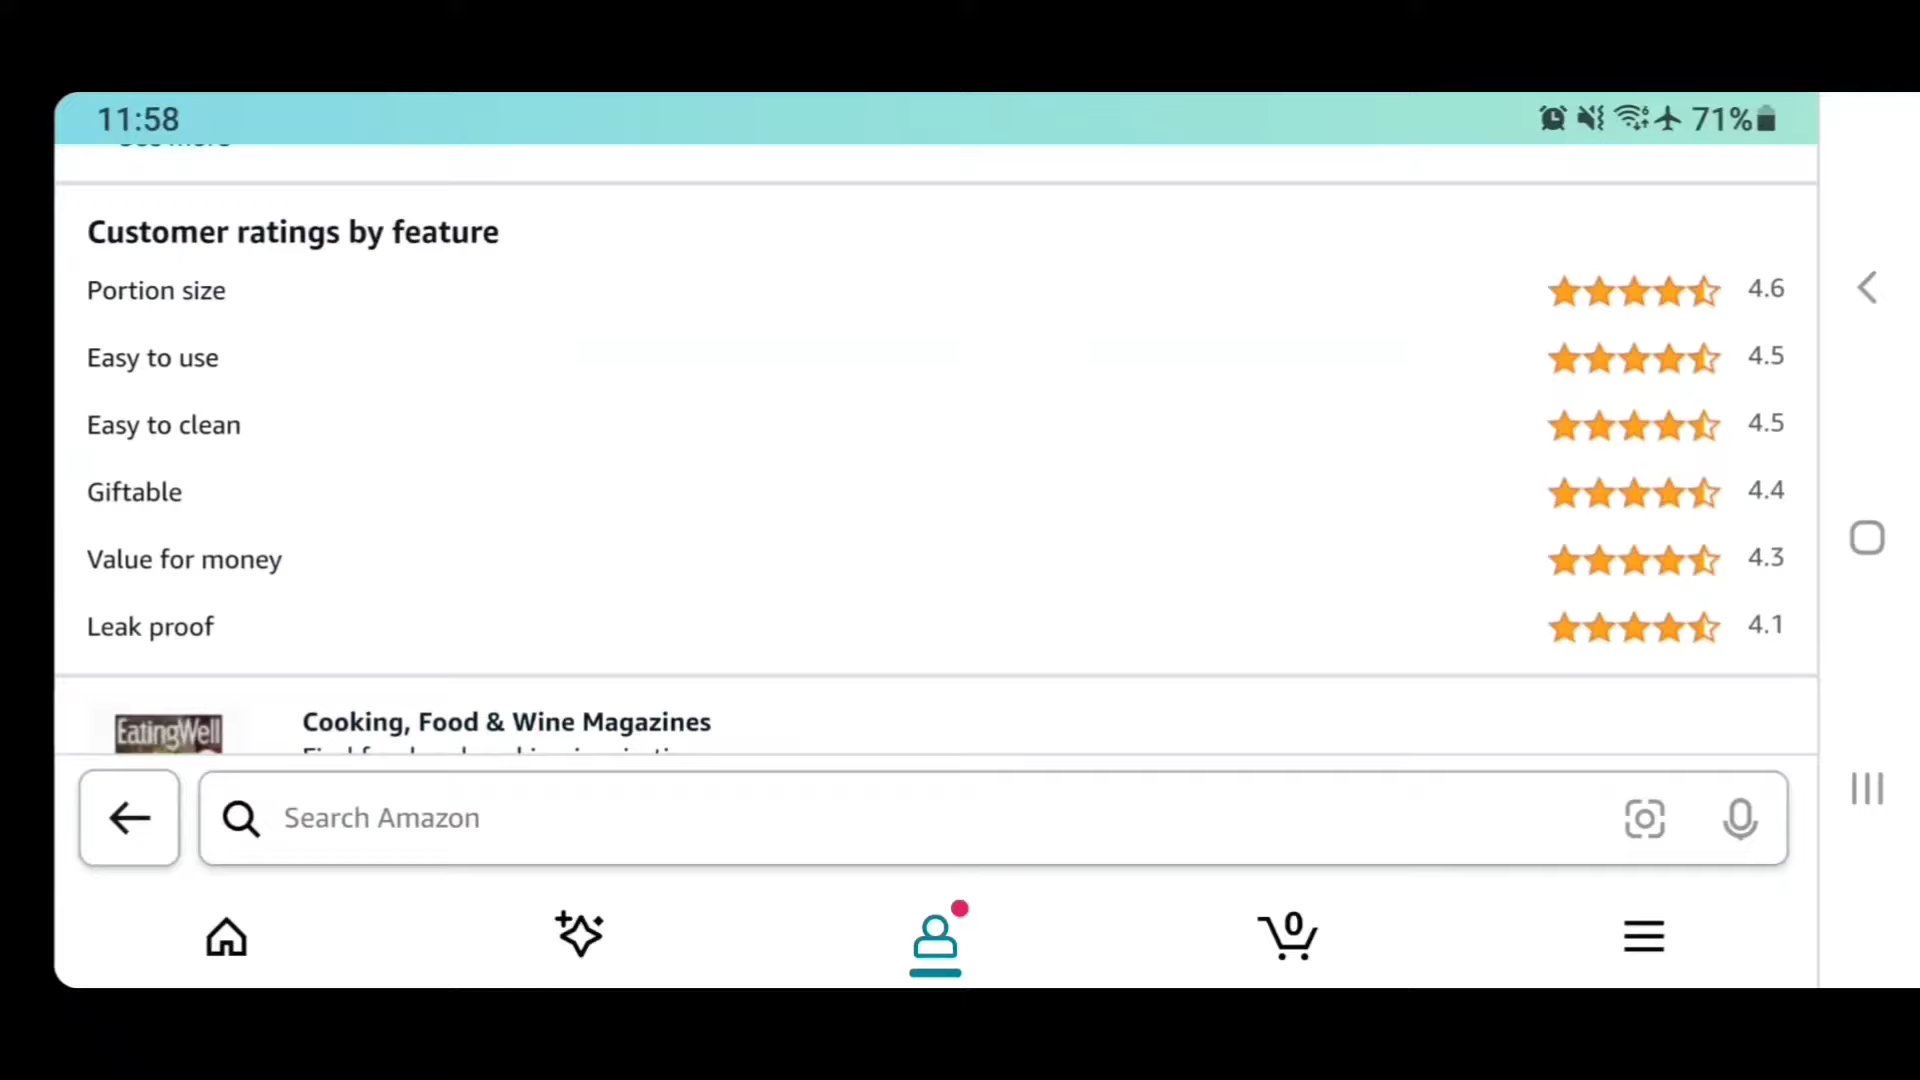 11:58
71%
Customer ratings by feature
Portion size
4.6
Easy to use
4.5
Easy to clean
4.5
Giftable
4.4
Value for money
4.3
Leak proof
4.1
EatingWell
Cooking, Food & Wine Magazines
Search Amazon
0